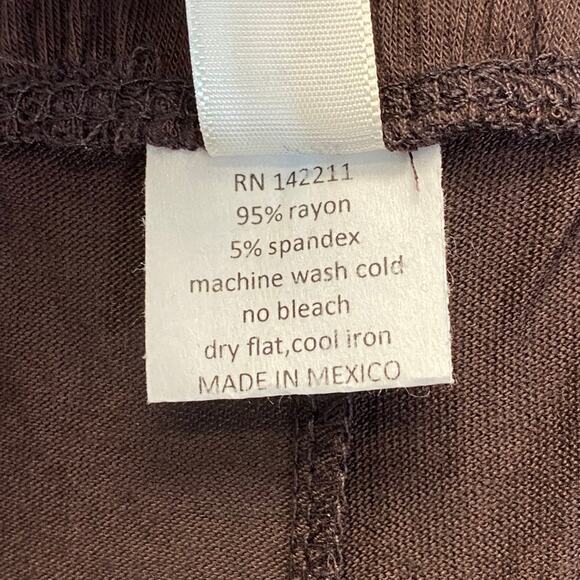 RN 142211
95% rayon
5% spandex
machine wash cold
no bleach
dry flat,cool iron
MADE IN MEXICO